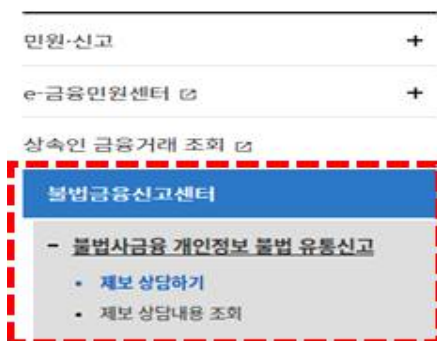 민원·신고 +
e-금융민원센터 +
상속인 금융거래 조회
불법금융신고센터
- 불법사금융 개인정보 불법 유통신고
• 제보 상담하기
• 제보 상담내용 조회